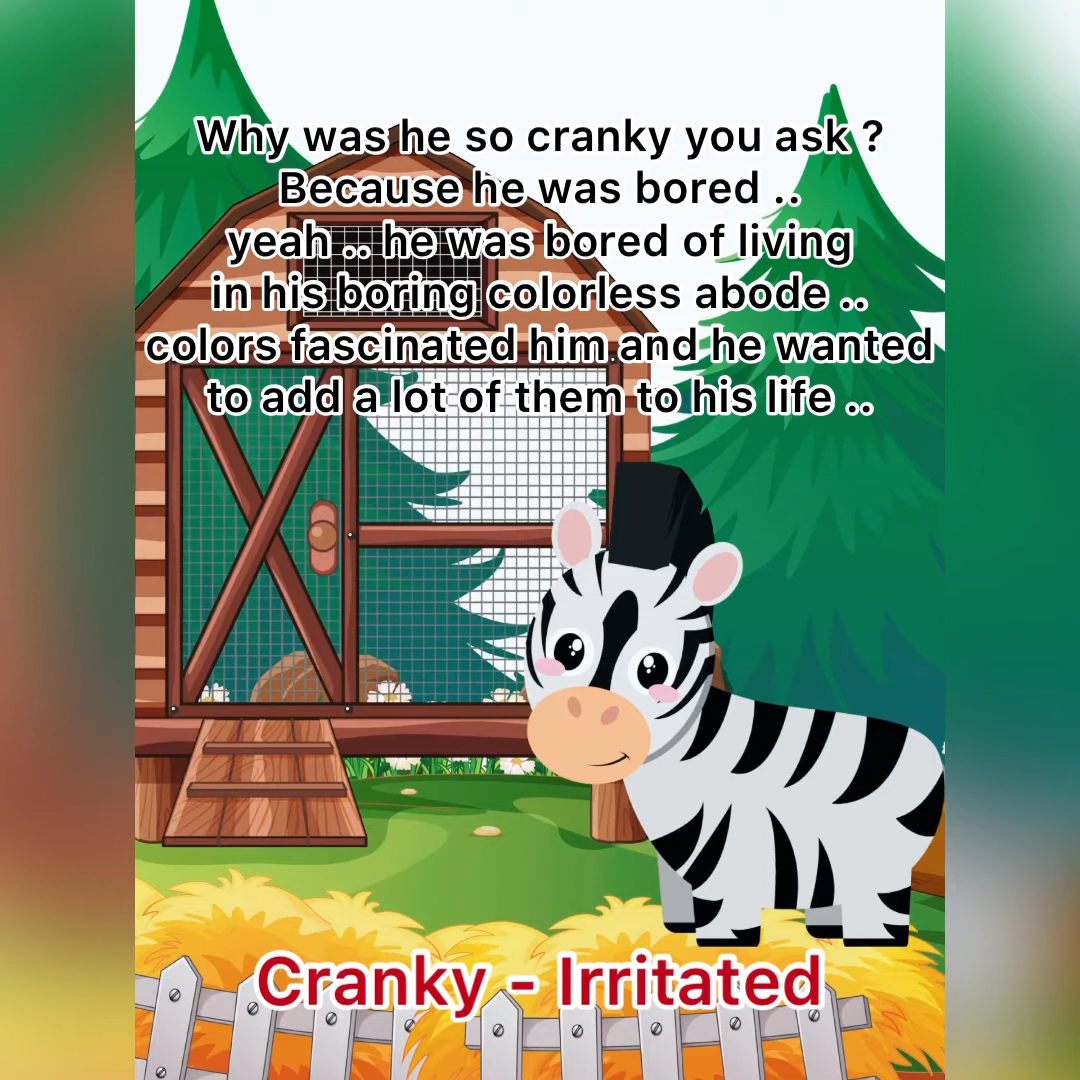 Why was he so cranky you ask ?
Because he was bored ..
yeah .. he was bored of living
in his boring colorless abode ..
colors fascinated him and he wanted
to add a lot of them to his life ..
Cranky - Irritated